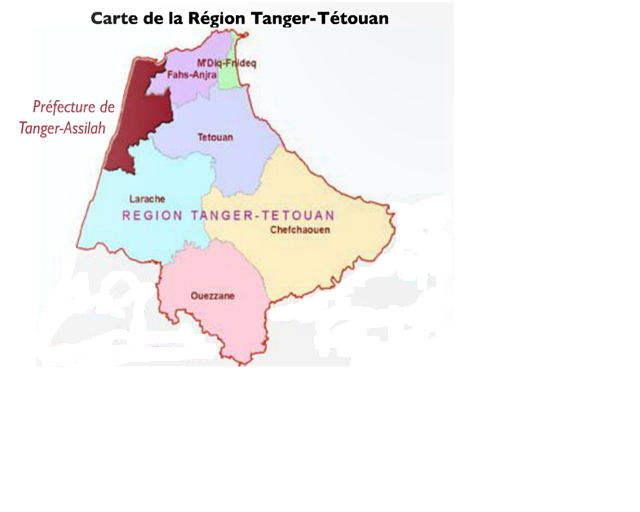 Carte de la Région Tanger-Tétouan
M'Diq-Fnideq
Fahs-Anjra
Préfecture de
Tanger-Assilah
Tetouan
Larache
REGION TANGER-TETOUAN
Chefchaouen
Ouezzane